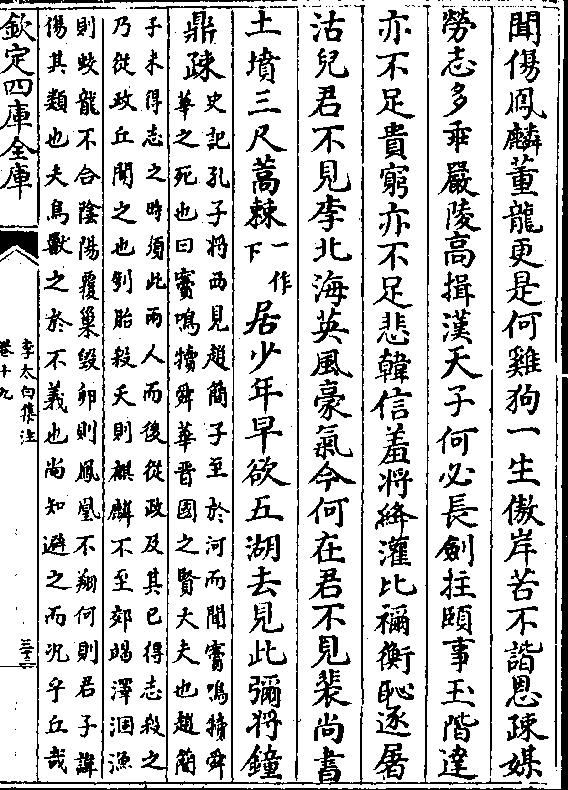 聞傷鳳麟董龍更是何雞狗一生傲岸苦不諧恩疎媒
勞志多乖嚴陵高揖漢天子何必長劍拄頤事玉階達
亦不足貴窮亦不足悲韓信羞將絳灌比禰衡恥逐屠
沽兒君不見李北海英風豪氣今何在君不見裴尚書
土墳三尺蒿棘一作下居少年早欲五湖去見此彌將鐘
鼎疎
史記孔子將西見趙簡子至於河而聞竇鳴犢舜
華之死也曰竇鳴犢舜華晉國之賢大夫也趙簡
子未得志之時須此兩人而後從政及其已得志殺之
乃從政丘聞之也刳胎殺夭則麒麟不至郊竭澤涸漁
則蛟龍不合陰陽覆巢毀卵則鳳凰不翔何則君子諱
傷其類也夫鳥獸之於不義也尚知避之而況乎丘哉
欽定四庫全書
李太白集注
卷十九
三十三